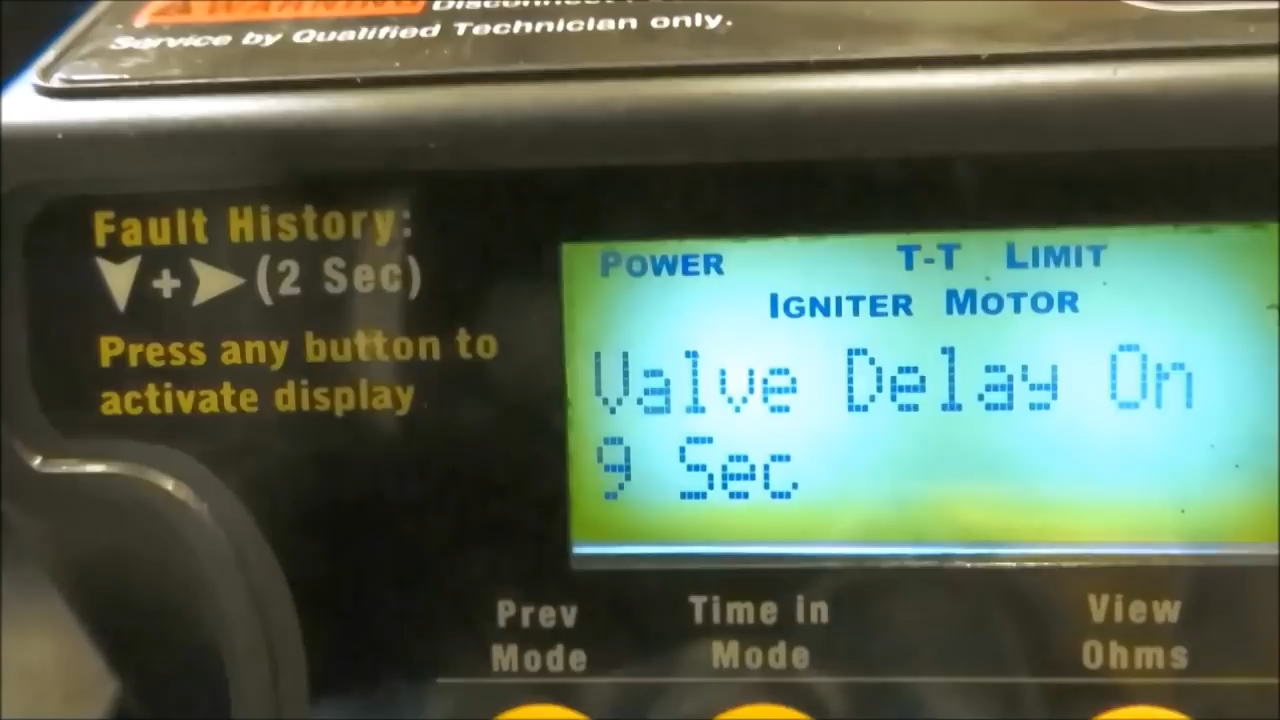 WARNING
Service by Qualified Technician only.
Fault History:
+ (2 Sec)
Press any button to
activate display
POWER T-T LIMIT
IGNITER MOTOR
Valve Delay On
9 Sec
Prev Mode
Time in Mode
View Ohms